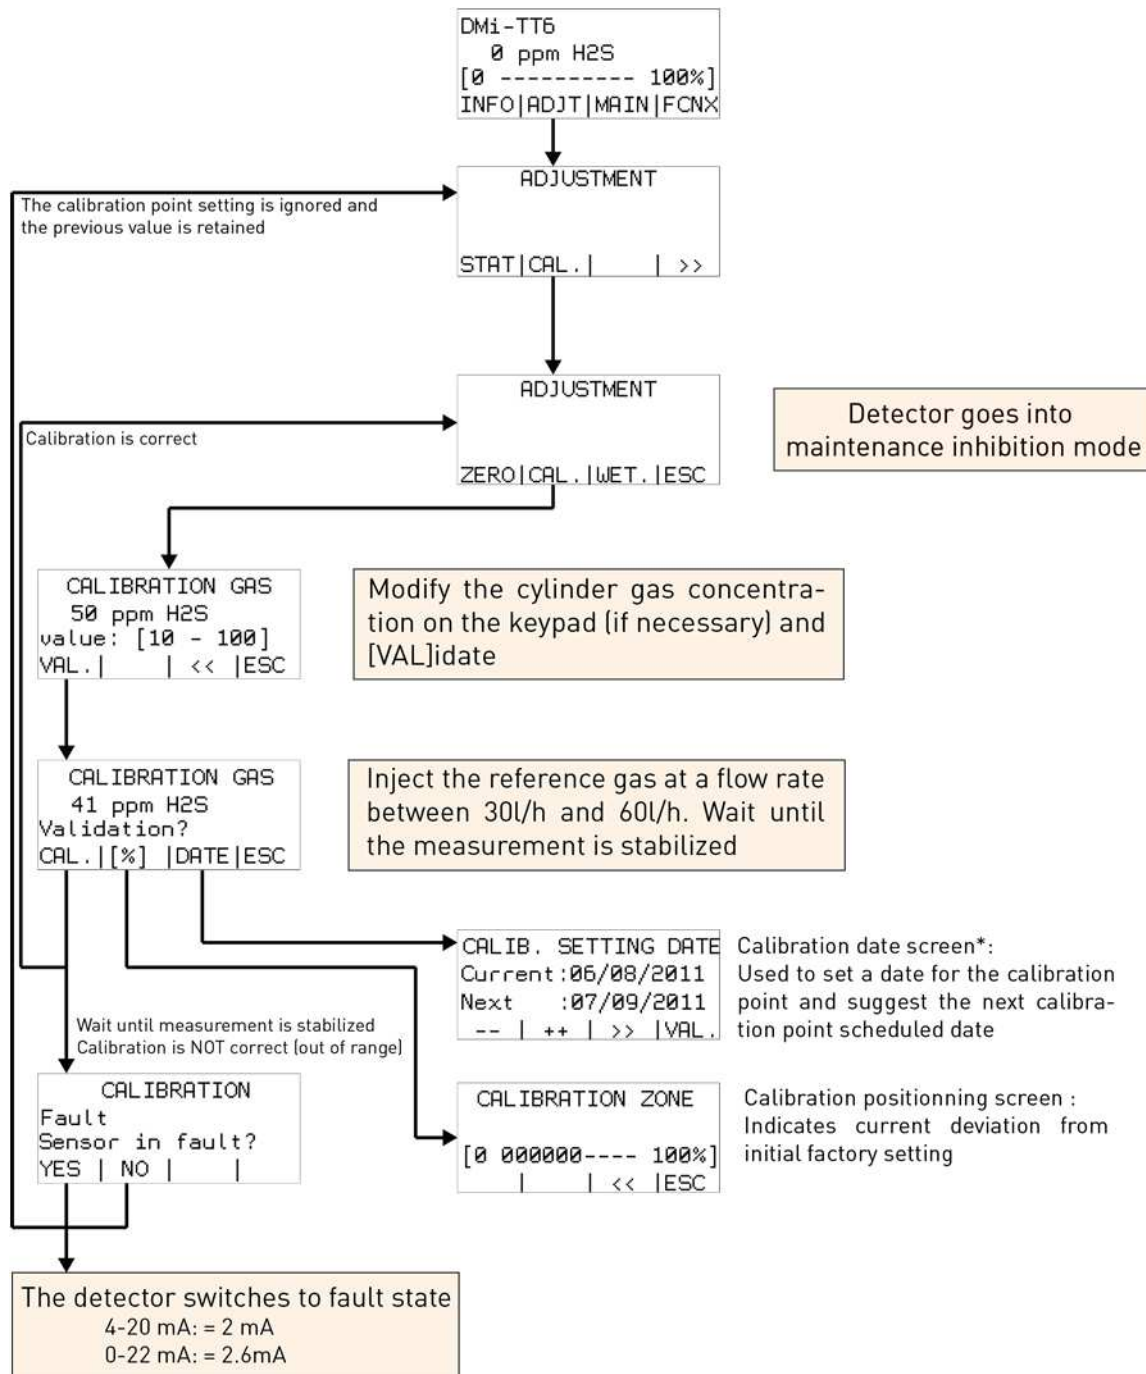 DMi-TT6
0 ppm H2S
[0 ---------- 100%]
INFO|ADJT|MAIN|FCNX
The calibration point setting is ignored and
the previous value is retained
ADJUSTMENT
STAT|CAL.|    | >>
ADJUSTMENT
Calibration is correct
ZERO|CAL.|WET.|ESC
Detector goes into
maintenance inhibition mode
CALIBRATION GAS
50 ppm H2S
value: [10 - 100]
VAL.|    | << |ESC
Modify the cylinder gas concentra-
tion on the keypad (if necessary) and
[VAL]idate
CALIBRATION GAS
41 ppm H2S
Validation?
CAL.|[%] |DATE|ESC
Inject the reference gas at a flow rate
between 30l/h and 60l/h. Wait until
the measurement is stabilized
CALIB. SETTING DATE
Current:06/08/2011
Next   :07/09/2011
-- | ++ | >> |VAL.
Calibration date screen*:
Used to set a date for the calibration
point and suggest the next calibra-
tion point scheduled date
Wait until measurement is stabilized
Calibration is NOT correct (out of range)
CALIBRATION
Fault
Sensor in fault?
YES | NO |    |
CALIBRATION ZONE
[0 000000---- 100%]
|    | << |ESC
Calibration positionning screen :
Indicates current deviation from
initial factory setting
The detector switches to fault state
4-20 mA: = 2 mA
0-22 mA: = 2.6mA